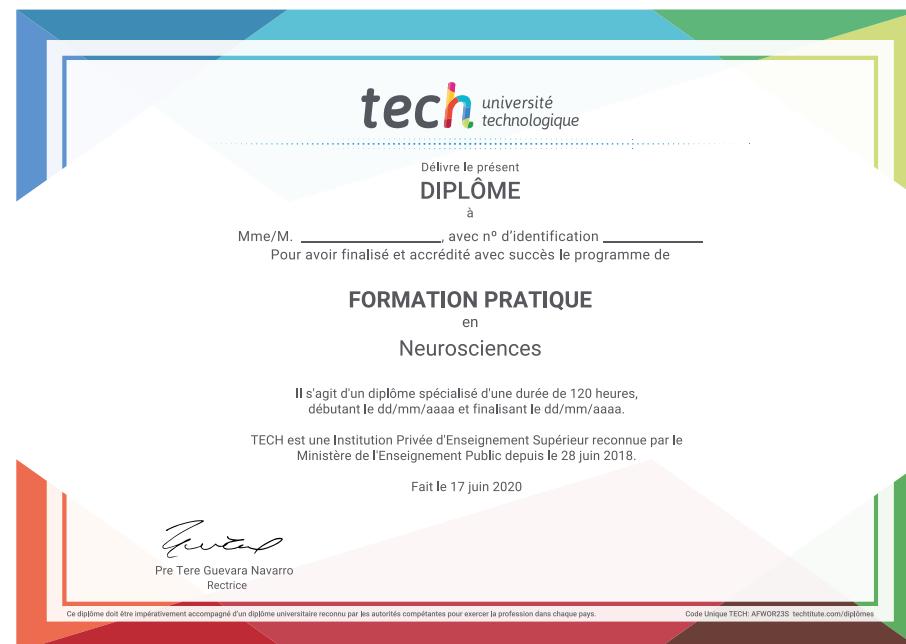 tech université
technologique
Délivre le présent
DIPLÔME
à
Mme/M. ____________________, avec nº d'identification ______________
Pour avoir finalisé et accrédité avec succès le programme de
FORMATION PRATIQUE
en
Neurosciences
Il s'agit d'un diplôme spécialisé d'une durée de 120 heures,
débutant le dd/mm/aaaa et finalisant le dd/mm/aaaa.
TECH est une Institution Privée d'Enseignement Supérieur reconnue par le
Ministère de l'Enseignement Public depuis le 28 juin 2018.
Fait le 17 juin 2020
Pre Tere Guevara Navarro
Rectrice
Ce diplôme doit être impérativement accompagné d'un diplôme universitaire reconnu par les autorités compétentes pour exercer la profession dans chaque pays.
Code Unique TECH: AFWOR23S techtitute.com/diplômes